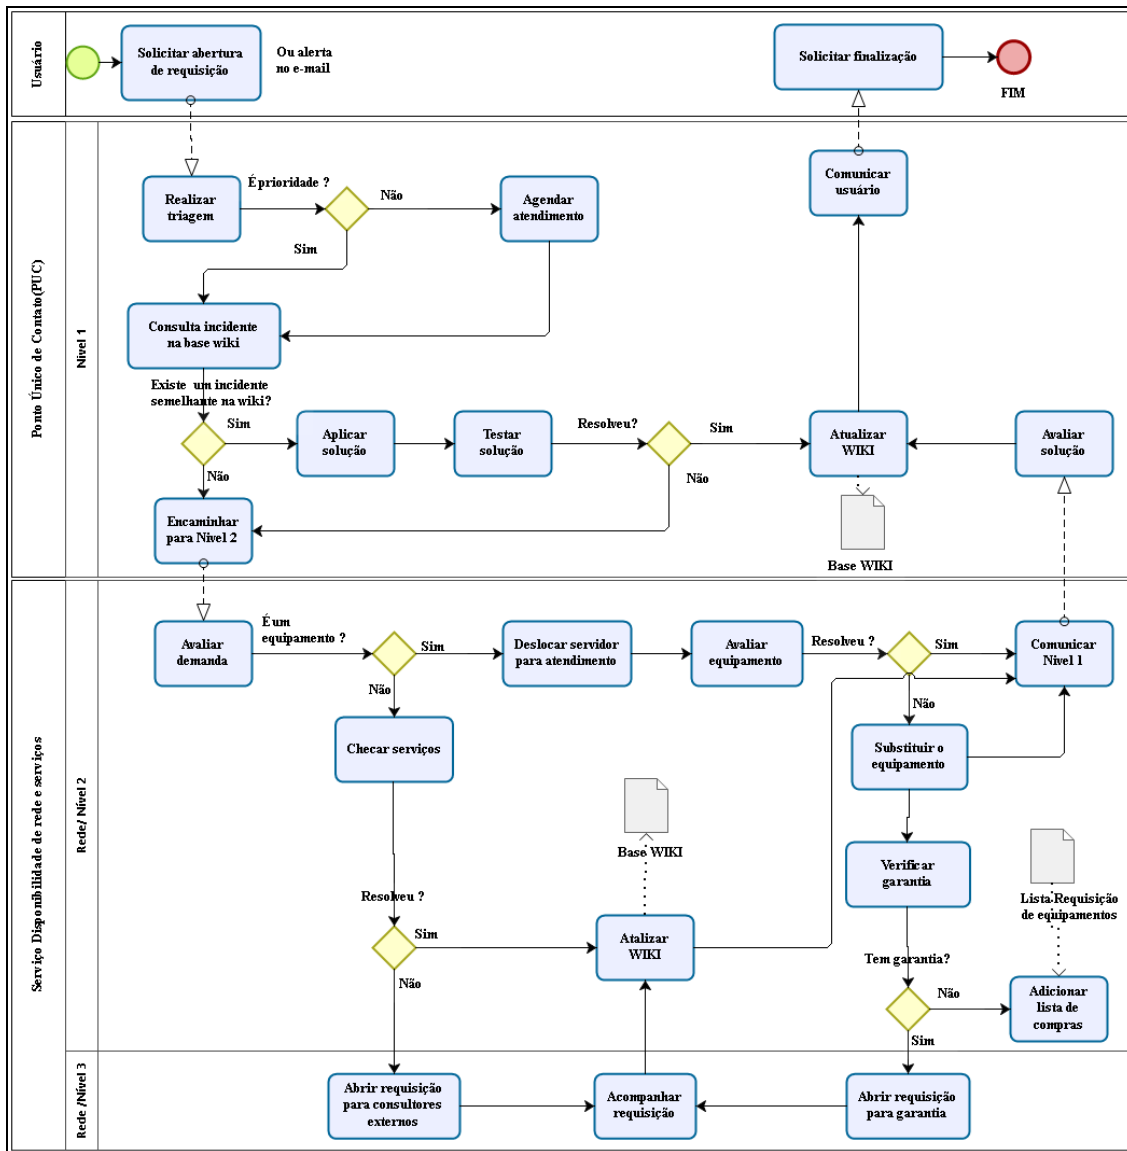 Usuário
Solicitar abertura
de requisição
Ou alerta
no e-mail
Solicitar finalização
FIM
Ponto Único de Contato(PUC)
Nivel 1
Realizar
triagem
É prioridade ?
Não
Sim
Agendar
atendimento
Comunicar
usuário
Consulta incidente
na base wiki
Existe um incidente
semelhante na wiki?
Sim
Não
Aplicar
solução
Testar
solução
Resolveu?
Sim
Não
Atualizar
WIKI
Avaliar
solução
Encaminhar
para Nivel 2
Base WIKI
Serviço Disponibilidade de rede e serviços
Rede/ Nível 2
Avaliar
demanda
É um
equipamento ?
Sim
Não
Deslocar servidor
para atendimento
Avaliar
equipamento
Resolveu ?
Sim
Não
Comunicar
Nivel 1
Checar serviços
Substituir o
equipamento
Base WIKI
Verificar
garantia
Lista Requisição
de equipamentos
Resolveu ?
Sim
Não
Atalizar
WIKI
Tem garantia?
Não
Sim
Adicionar
lista de
compras
Rede /Nível 3
Abrir requisição
para consultores
externos
Acompanhar
requisição
Abrir requisição
para garantia